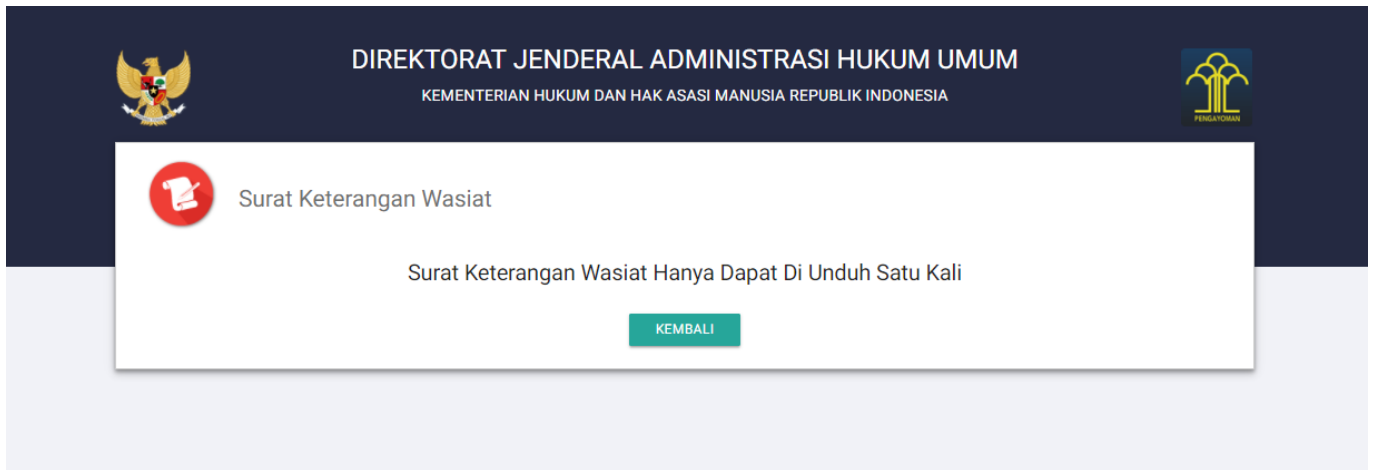 DIREKTORAT JENDERAL ADMINISTRASI HUKUM UMUM
KEMENTERIAN HUKUM DAN HAK ASASI MANUSIA REPUBLIK INDONESIA
PENGAYOMAN
Surat Keterangan Wasiat
Surat Keterangan Wasiat Hanya Dapat Di Unduh Satu Kali
KEMBALI